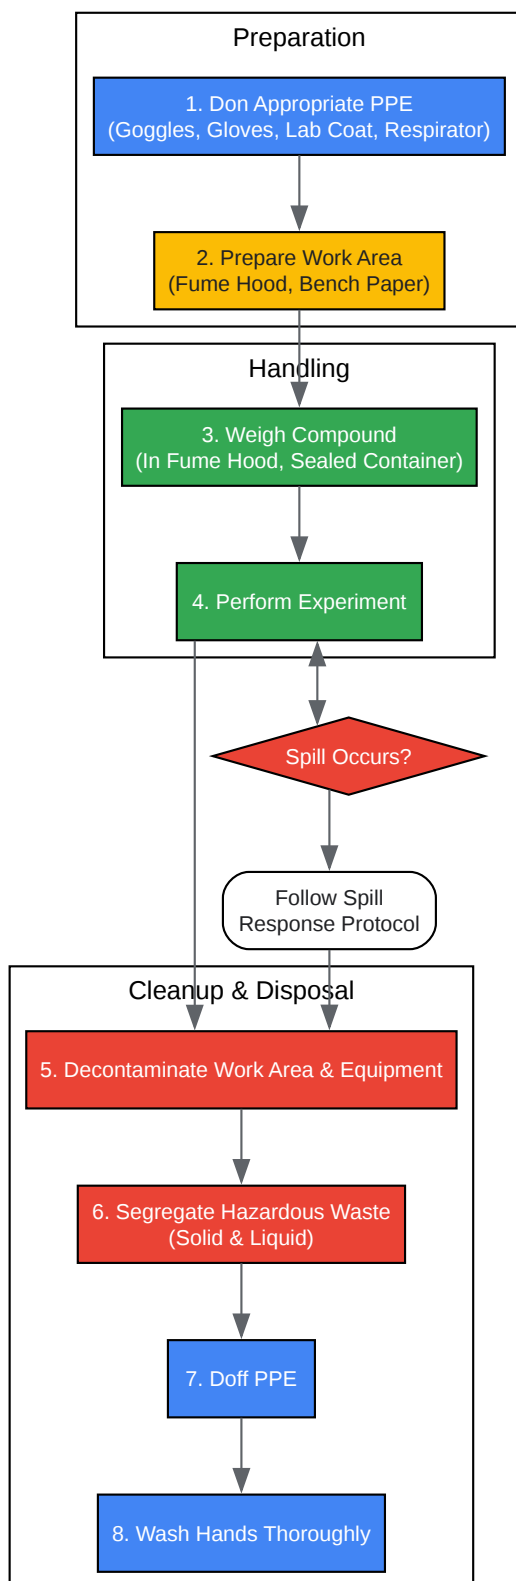 Preparation
1. Don Appropriate PPE
(Goggles, Gloves, Lab Coat, Respirator)
2. Prepare Work Area
(Fume Hood, Bench Paper)
Handling
3. Weigh Compound
(In Fume Hood, Sealed Container)
4. Perform Experiment
Spill Occurs?
Follow Spill
Response Protocol
Cleanup & Disposal
5. Decontaminate Work Area & Equipment
6. Segregate Hazardous Waste
(Solid & Liquid)
7. Doff PPE
8. Wash Hands Thoroughly